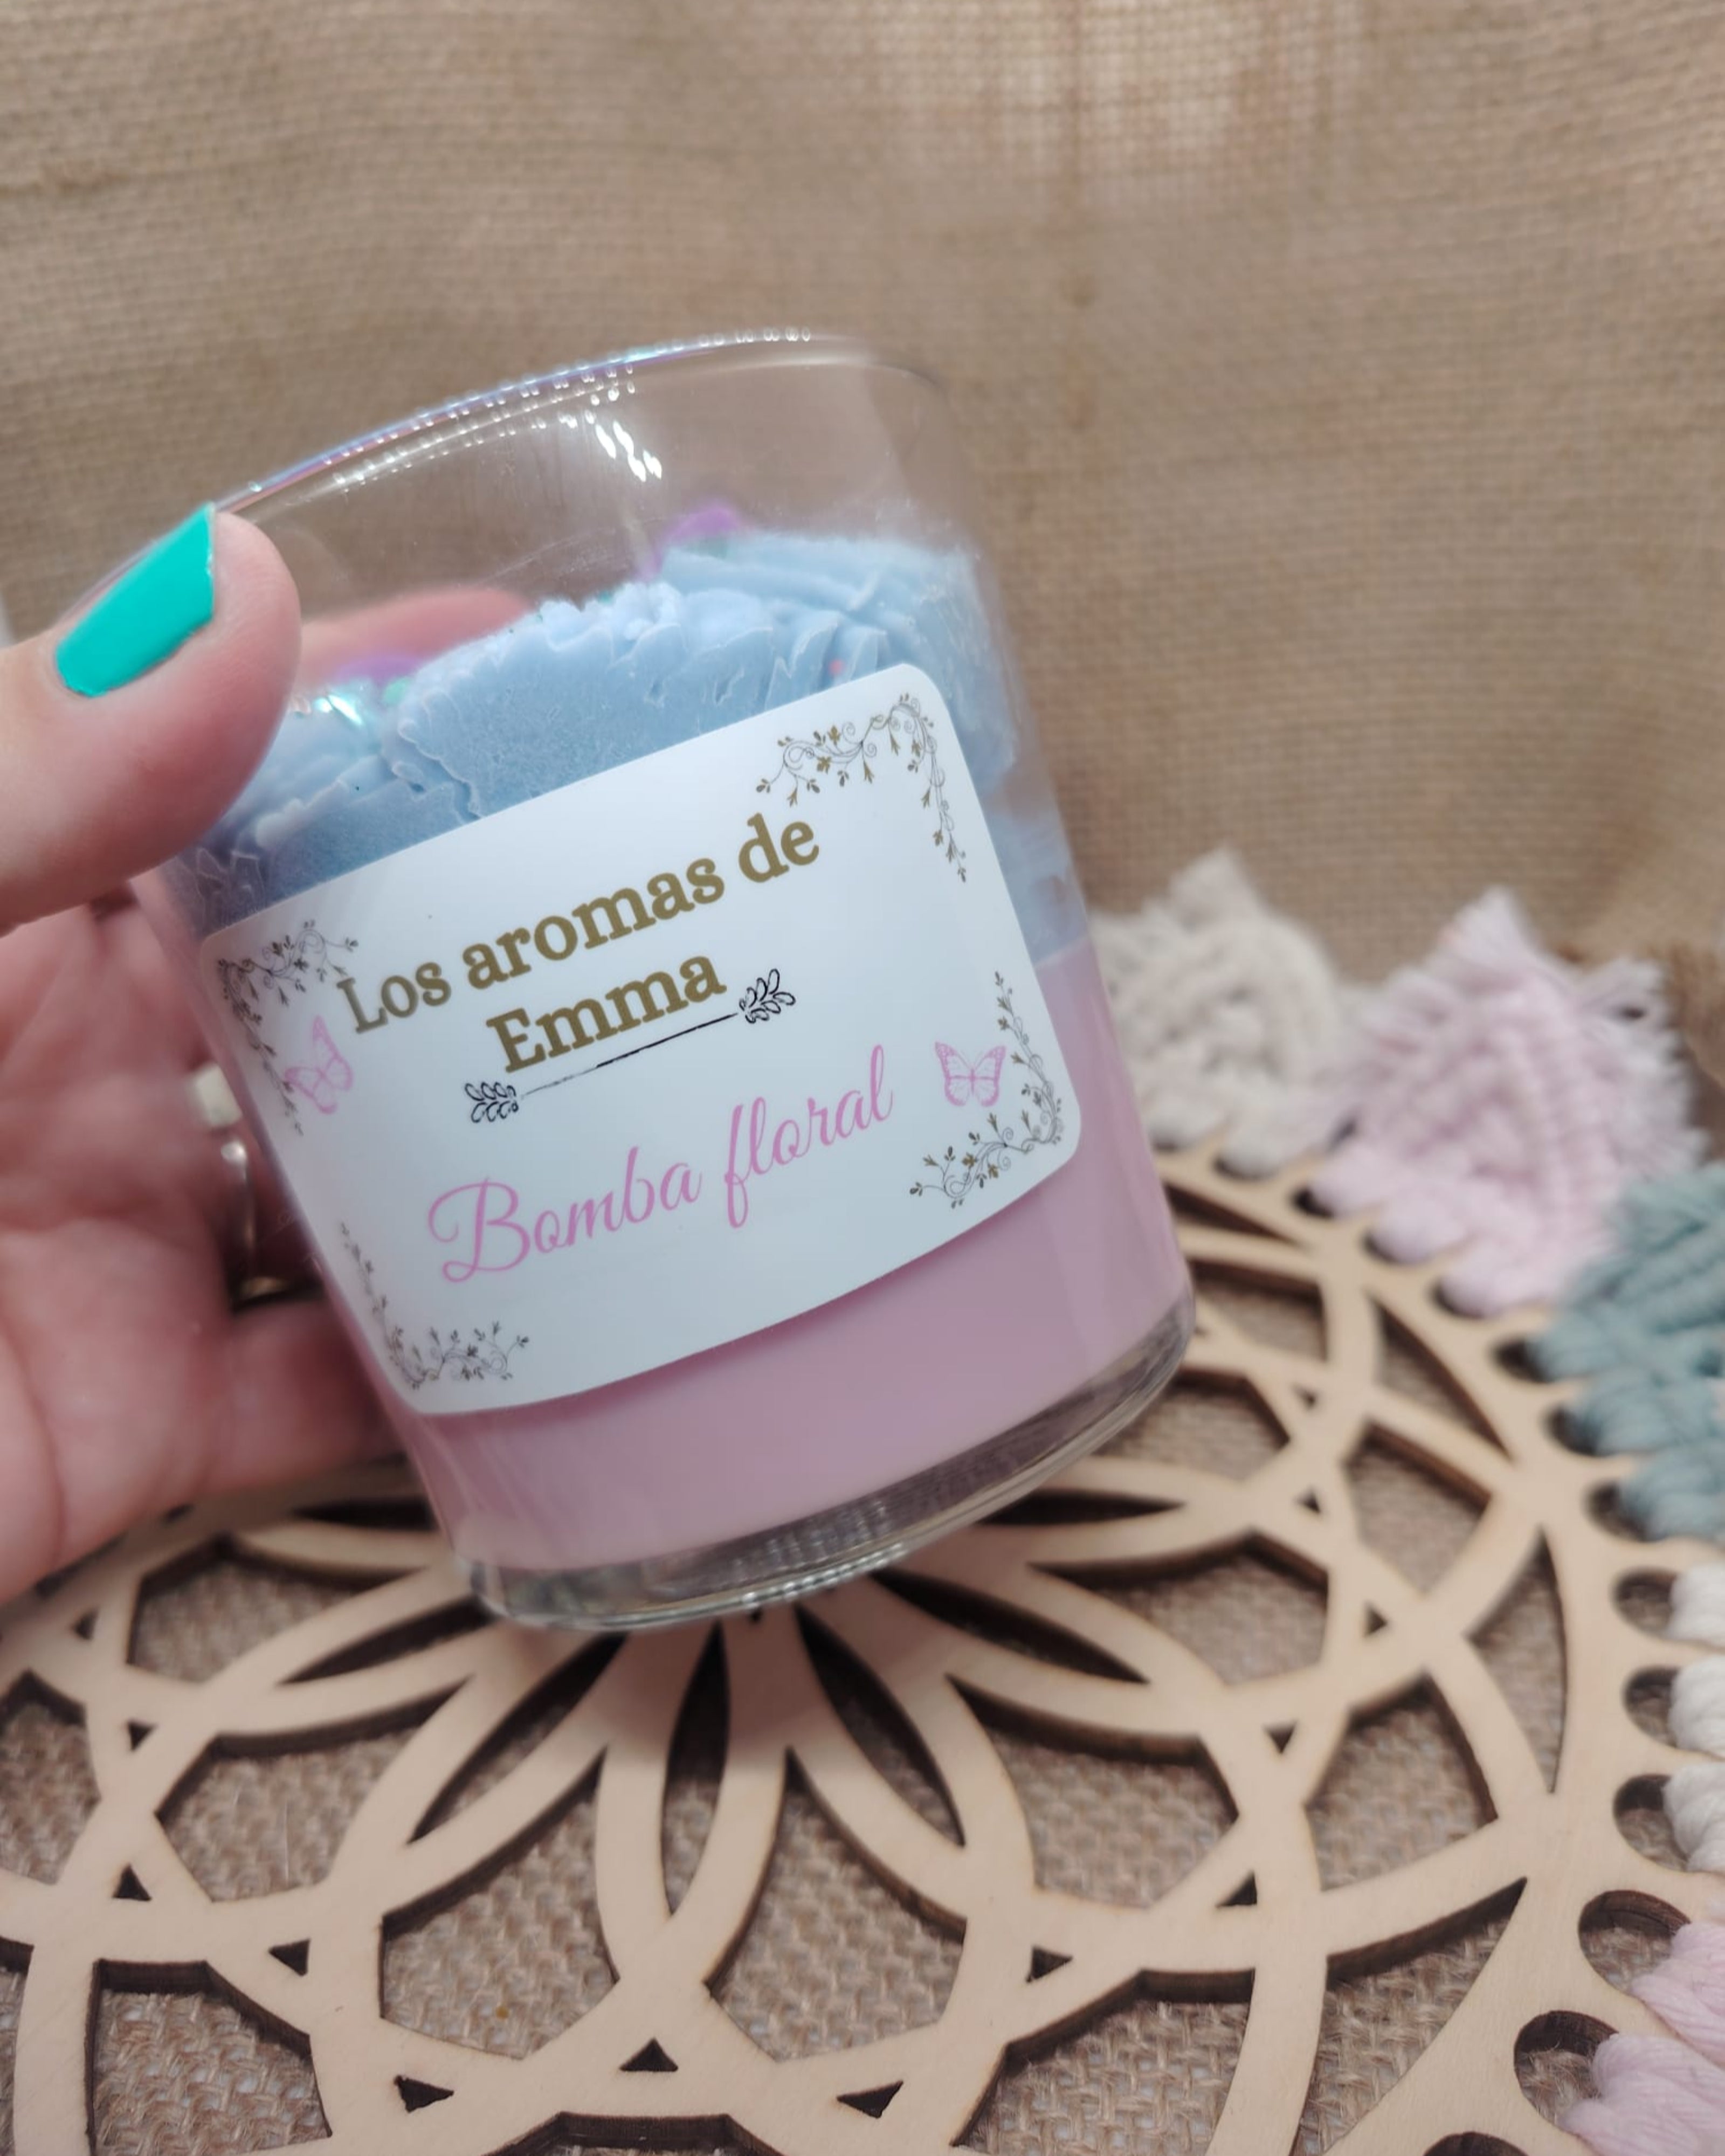 Los aromas de
Emma
Bomba floral